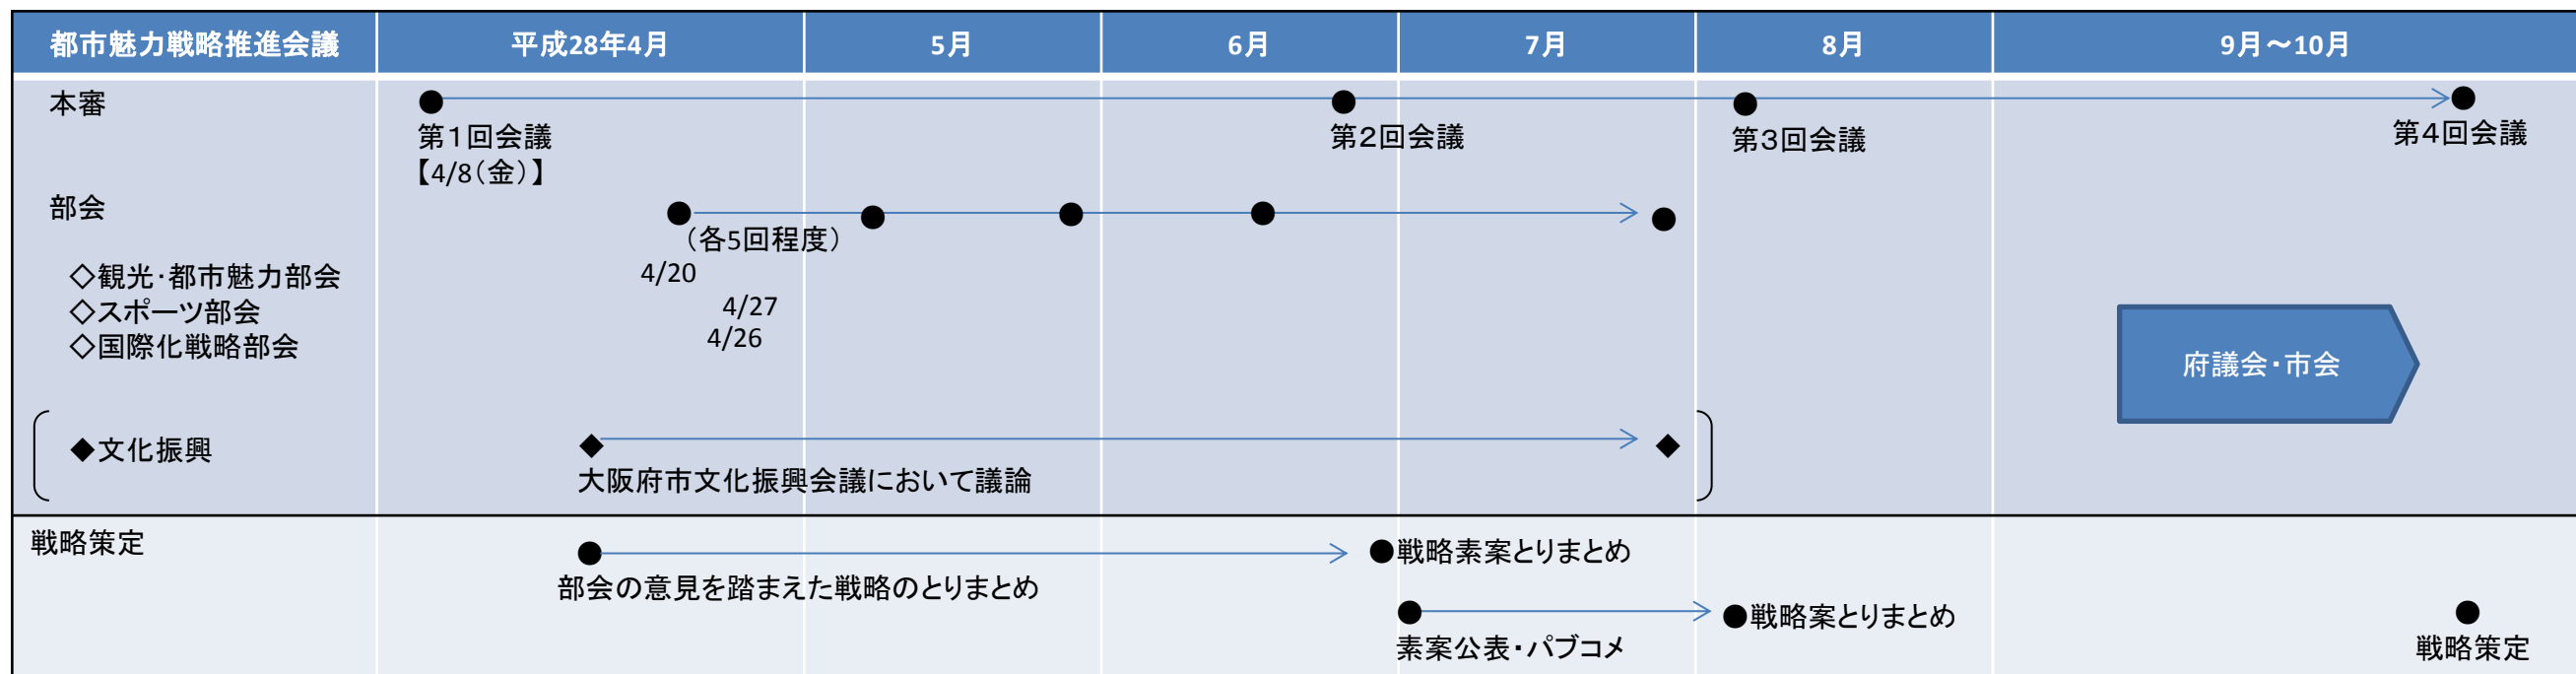 都市魅力戦略推進会議
平成28年4月
5月
6月
7月
8月
9月～10月
本審
第１回会議
【4/8（金）】
第２回会議
第３回会議
第４回会議
部会
（各5回程度）
◇観光・都市魅力部会
4/20
◇スポーツ部会
4/27
◇国際化戦略部会
4/26
府議会・市会
◆文化振興
大阪府市文化振興会議において議論
戦略策定
部会の意見を踏まえた戦略のとりまとめ
戦略素案とりまとめ
素案公表・パブコメ
戦略案とりまとめ
戦略策定